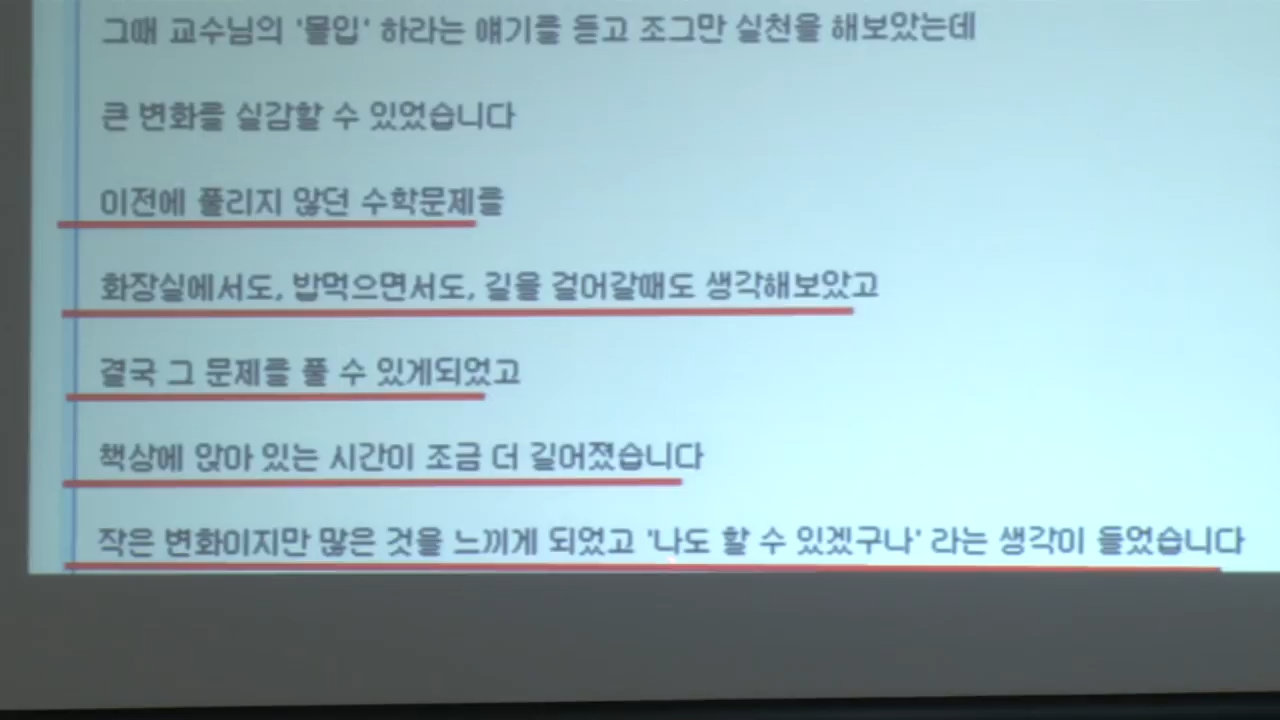 그때 교수님의 '몰입' 하라는 얘기를 듣고 조그만 실천을 해보았는데
큰 변화를 실감할 수 있었습니다
이전에 풀리지 않던 수학문제를
화장실에서도, 밥먹으면서도, 길을 걸어갈때도 생각해보았고
결국 그 문제를 풀 수 있게되었고
책상에 앉아 있는 시간이 조금 더 길어졌습니다
작은 변화이지만 많은 것을 느끼게 되었고 '나도 할 수 있겠구나' 라는 생각이 들었습니다